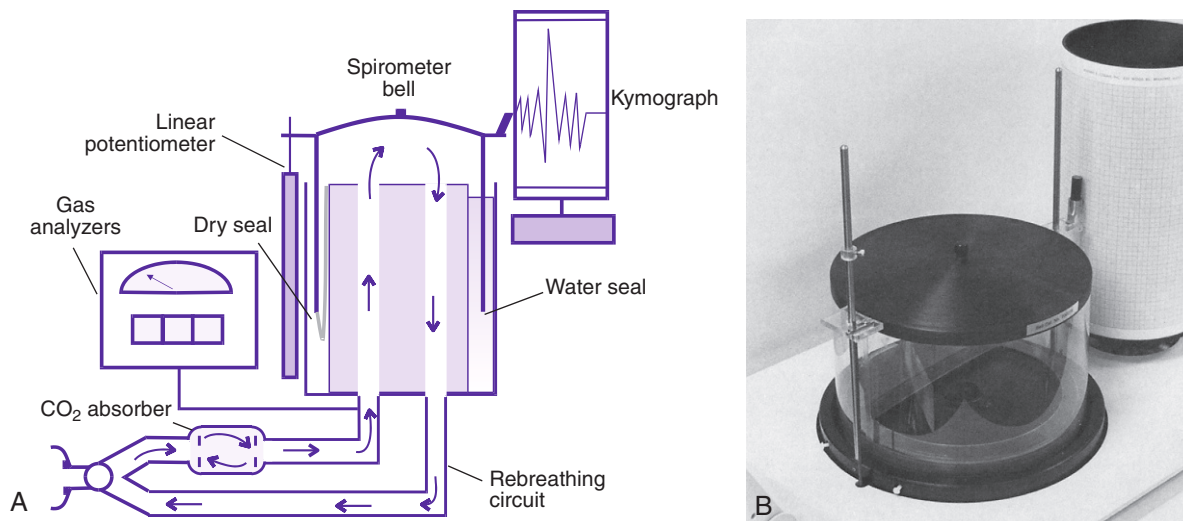 Spirometer
bell
Kymograph
Linear
potentiometer
Gas
analyzers
Dry seal
Water seal
CO₂ absorber
Rebreathing
circuit
A
B